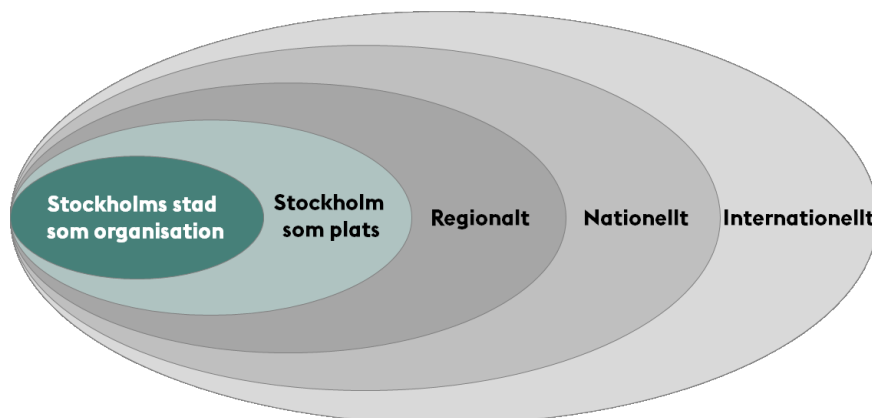 Stockholms stad
som organisation
Stockholm
som plats
Regionalt
Nationellt
Internationellt